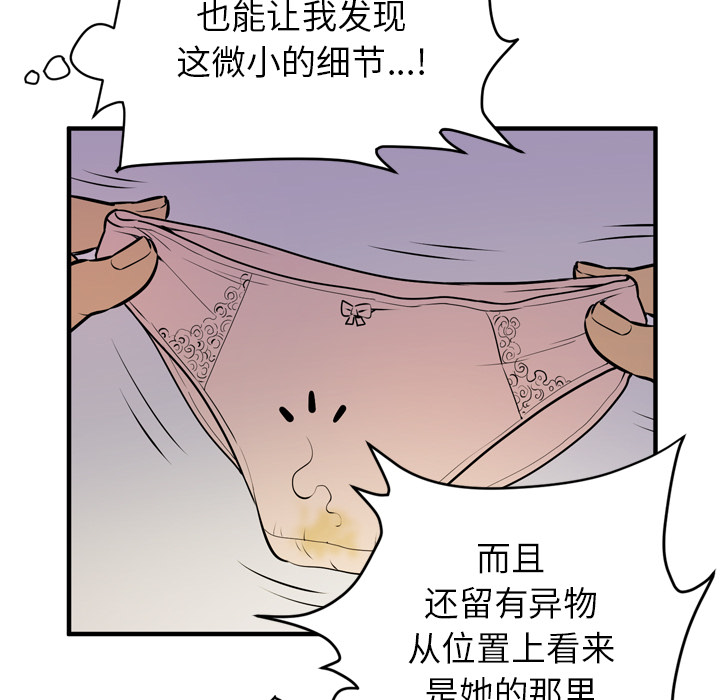 也能让我发现
这微小的细节...!
而且
还留有异物
从位置上看来
是她的那里